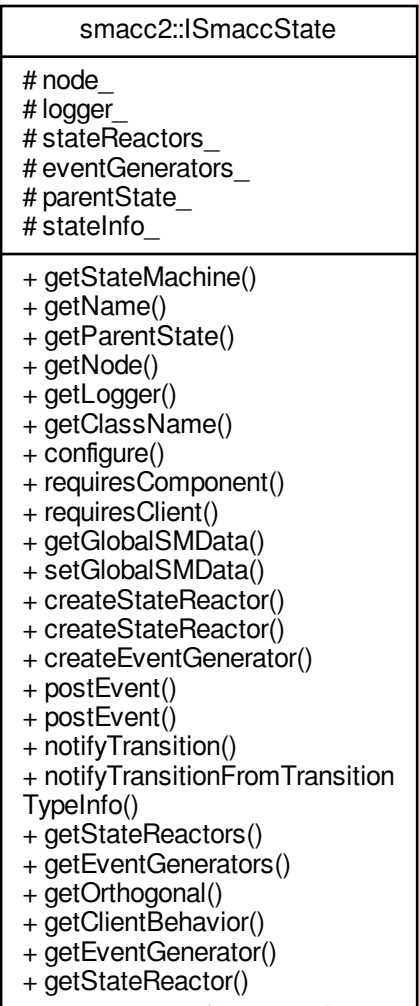 smacc2::ISmaccState
# node_
# logger_
# stateReactors_
# eventGenerators_
# parentState_
# stateInfo_
+ getStateMachine()
+ getName()
+ getParentState()
+ getNode()
+ getLogger()
+ getClassName()
+ configure()
+ requiresComponent()
+ requiresClient()
+ getGlobalSMData()
+ setGlobalSMData()
+ createStateReactor()
+ createStateReactor()
+ createEventGenerator()
+ postEvent()
+ postEvent()
+ notifyTransition()
+ notifyTransitionFromTransition
TypeInfo()
+ getStateReactors()
+ getEventGenerators()
+ getOrthogonal()
+ getClientBehavior()
+ getEventGenerator()
+ getStateReactor()